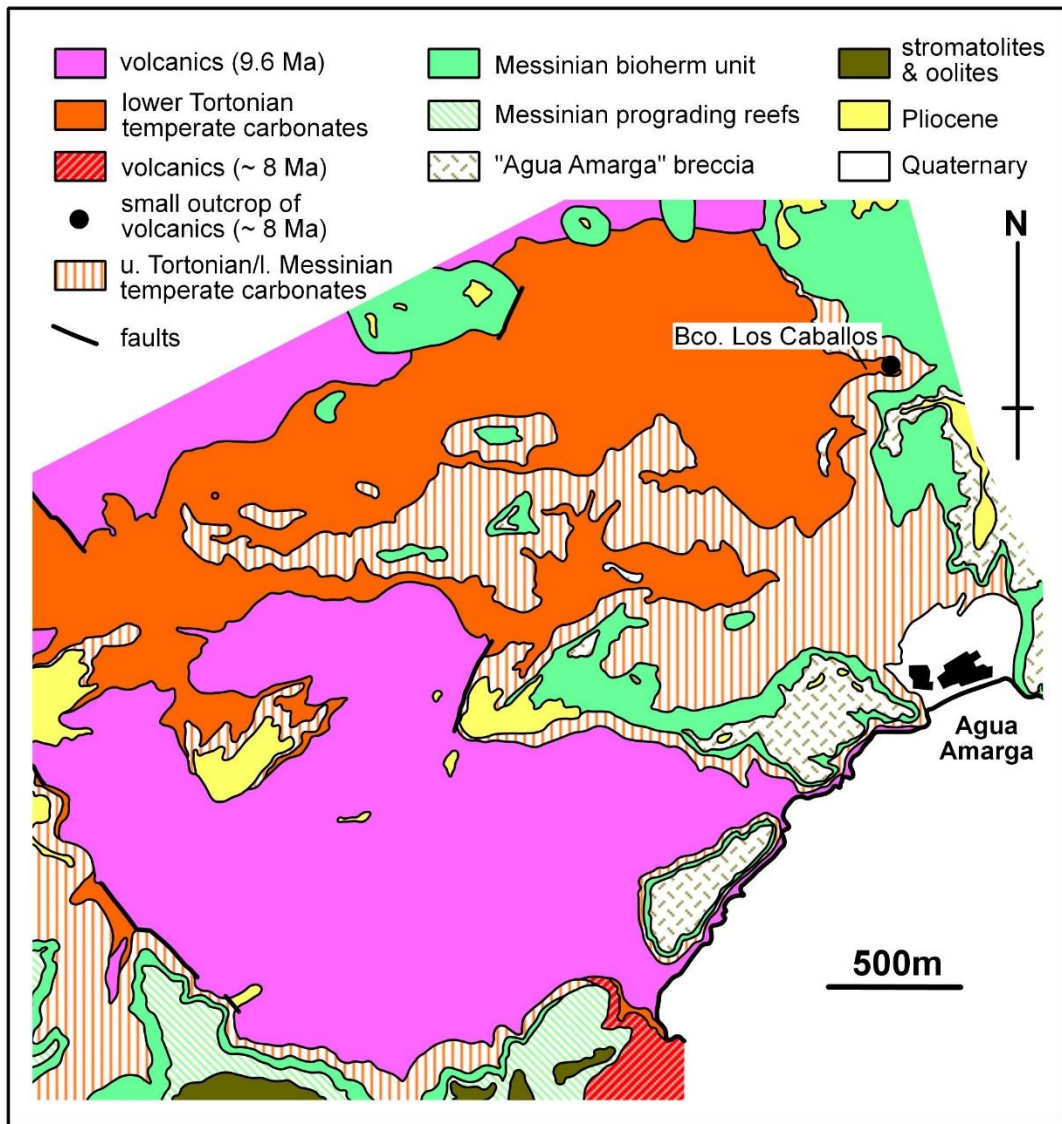 volcanics (9.6 Ma)
lower Tortonian
temperate carbonates
volcanics (~ 8 Ma)
small outcrop of
volcanics (~ 8 Ma)
u. Tortonian/l. Messinian
temperate carbonates
faults
Messinian bioherm unit
Messinian prograding reefs
"Agua Amarga" breccia
stromatolites
& oolites
Pliocene
Quaternary
N
Bco. Los Caballos
Agua
Amarga
500m